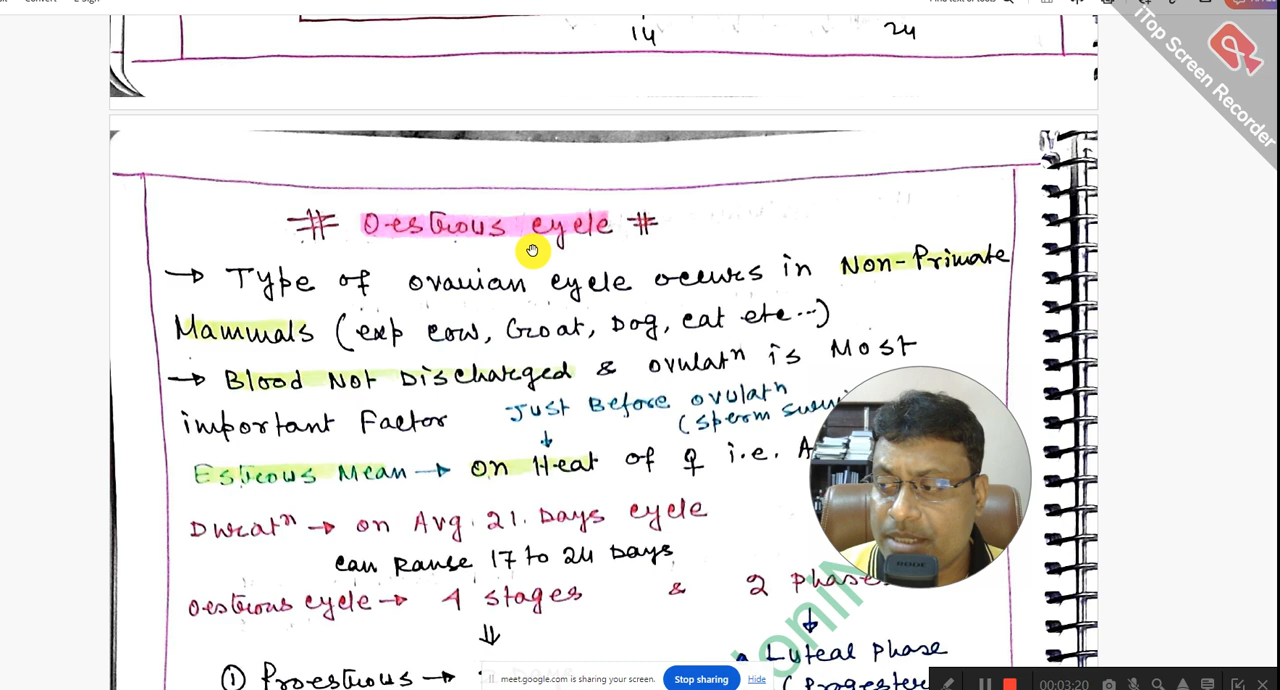 iTop Screen Recorder
14 24
# Oestrous cycle #
→ Type of ovarian cycle occurs in Non-Primate
Mammals (exp cow, Goat, Dog, cat etc...)
→ Blood Not Discharged & ovulatⁿ is Most
important Factor Just Before ovulatⁿ
(Sperm
Estrous Mean → on Heat of ♀ i.e.
Duratⁿ → on Avg. 21. Days cycle
can Range 17 to 24 Days
Oestrous cycle → 4 stages & 2 Phase
⇓ ↓
① Proestrous → Luteal Phase
RODE
meet.google.com is sharing your screen. Stop sharing Hide
00:03:20